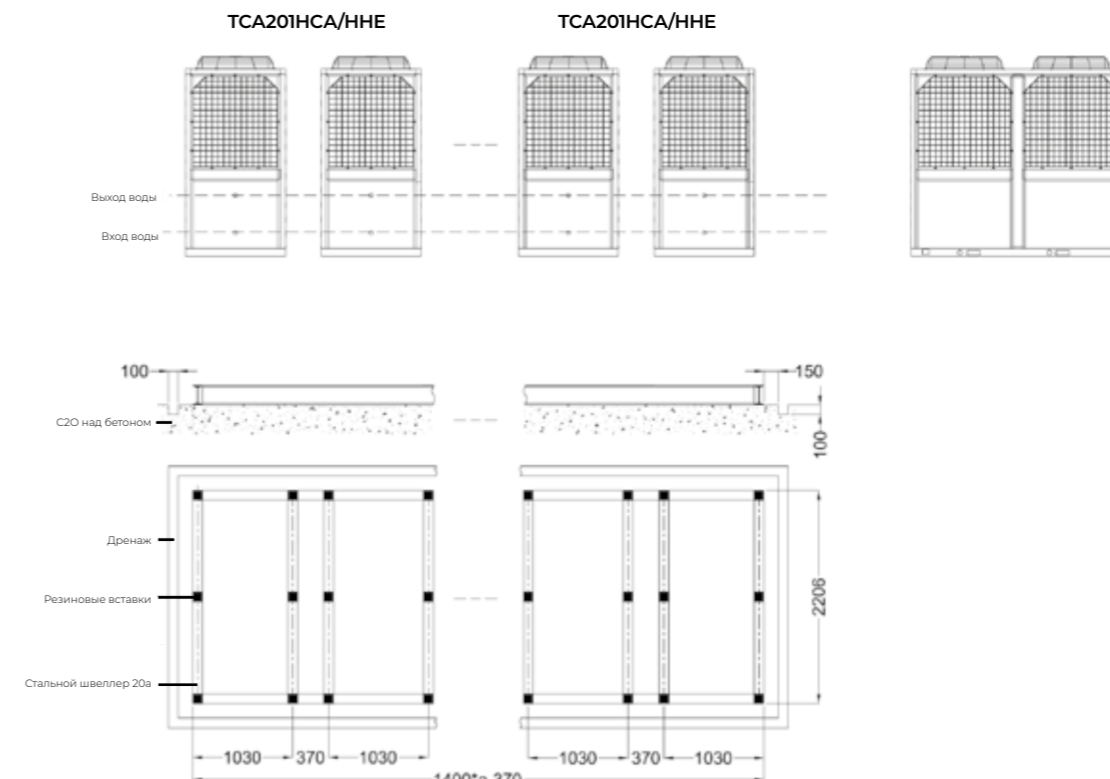 TCA201HCA/HHE TCA201HCA/HHE
Выход воды
Вход воды
100 150
С2О над бетоном
100
Дренаж
Резиновые вставки
2206
Стальной швеллер 20a
1030 370 1030 1030 370 1030